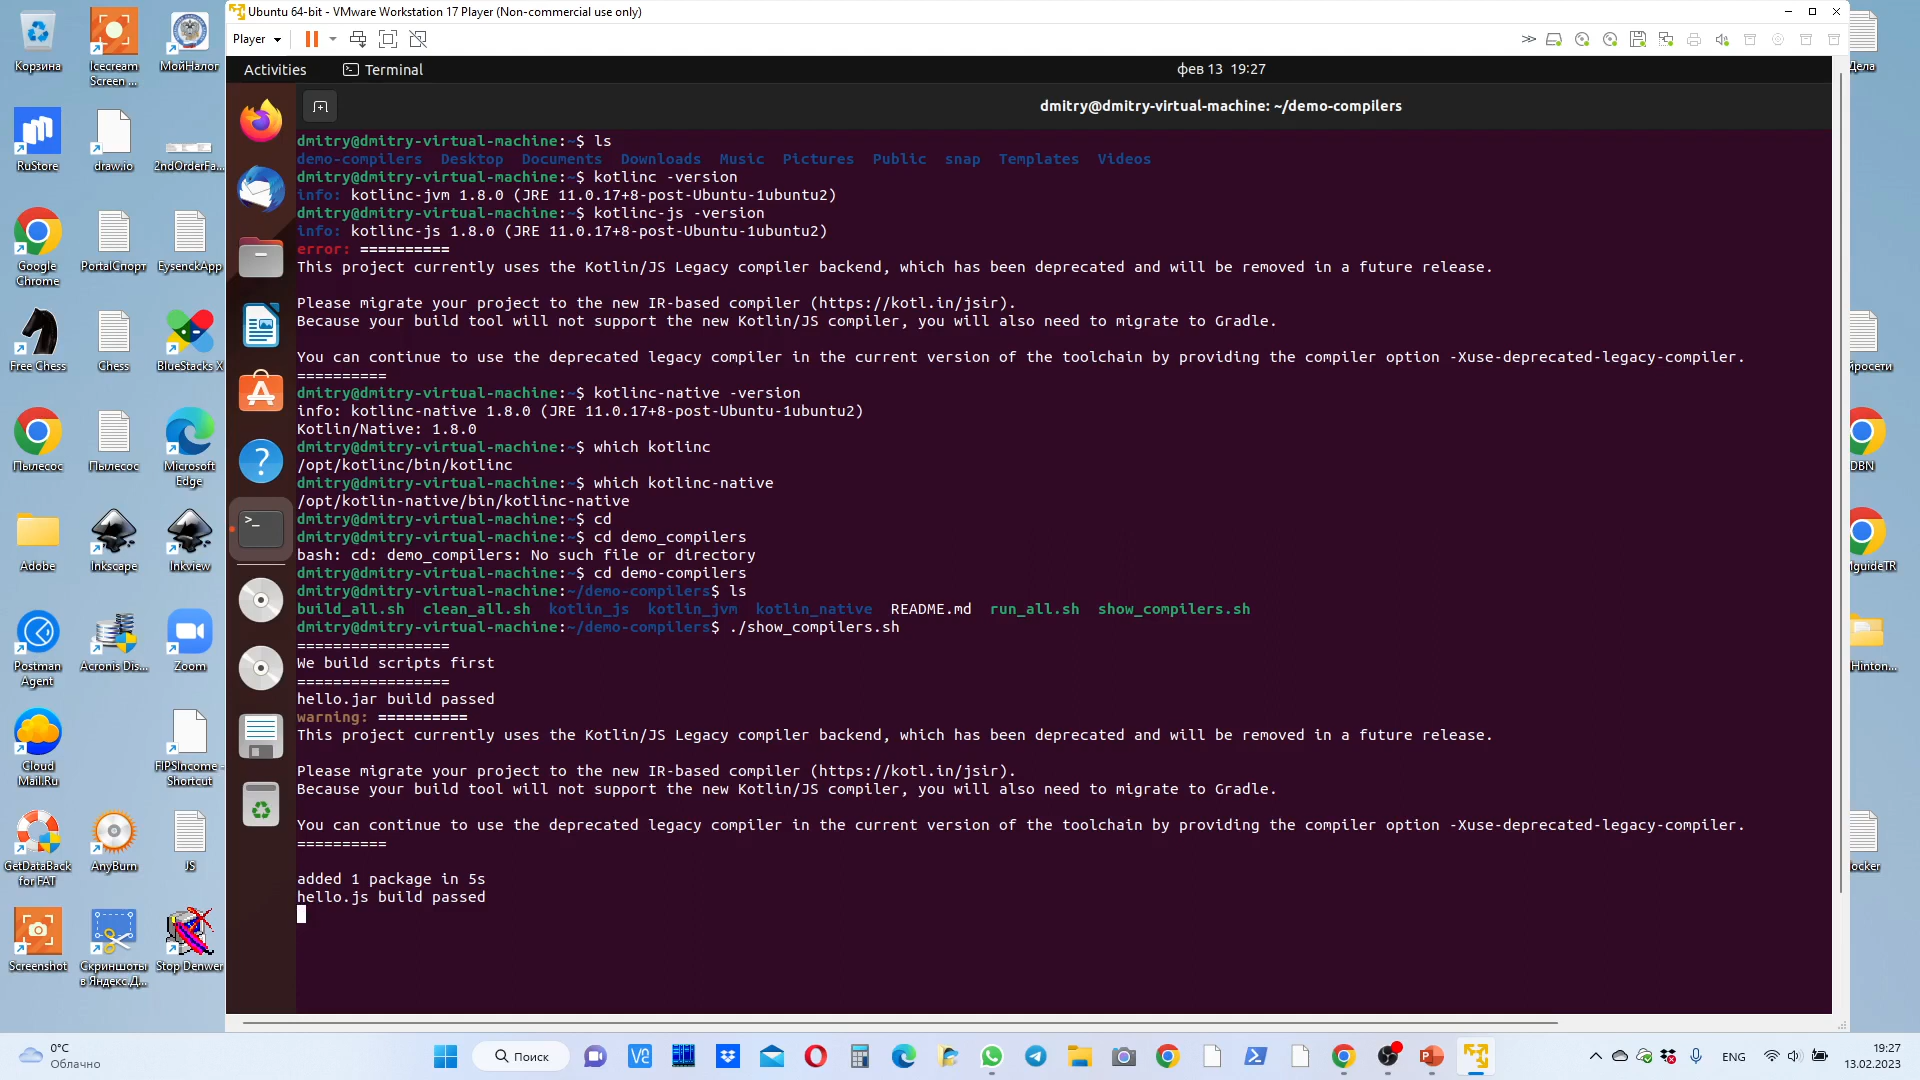 Ubuntu 64-bit - VMware Workstation 17 Player (Non-commercial use only)
Player
Activities
Terminal
фев 13 19:27
dmitry@dmitry-virtual-machine: ~/demo-compilers
dmitry@dmitry-virtual-machine:~$ ls
demo-compilers Desktop Documents Downloads Music Pictures Public snap Templates Videos
dmitry@dmitry-virtual-machine:~$ kotlinc -version
info: kotlinc-jvm 1.8.0 (JRE 11.0.17+8-post-Ubuntu-1ubuntu2)
dmitry@dmitry-virtual-machine:~$ kotlinc-js -version
info: kotlinc-js 1.8.0 (JRE 11.0.17+8-post-Ubuntu-1ubuntu2)
error: ==========
This project currently uses the Kotlin/JS Legacy compiler backend, which has been deprecated and will be removed in a future release.
Please migrate your project to the new IR-based compiler (https://kotl.in/jsir).
Because your build tool will not support the new Kotlin/JS compiler, you will also need to migrate to Gradle.
You can continue to use the deprecated legacy compiler in the current version of the toolchain by providing the compiler option -Xuse-deprecated-legacy-compiler.
==========
dmitry@dmitry-virtual-machine:~$ kotlinc-native -version
info: kotlinc-native 1.8.0 (JRE 11.0.17+8-post-Ubuntu-1ubuntu2)
Kotlin/Native: 1.8.0
dmitry@dmitry-virtual-machine:~$ which kotlinc
/opt/kotlinc/bin/kotlinc
dmitry@dmitry-virtual-machine:~$ which kotlinc-native
/opt/kotlin-native/bin/kotlinc-native
dmitry@dmitry-virtual-machine:~$ cd
dmitry@dmitry-virtual-machine:~$ cd demo_compilers
bash: cd: demo_compilers: No such file or directory
dmitry@dmitry-virtual-machine:~$ cd demo-compilers
dmitry@dmitry-virtual-machine:~/demo-compilers$ ls
build_all.sh clean_all.sh kotlin_js kotlin_jvm kotlin_native README.md run_all.sh show_compilers.sh
dmitry@dmitry-virtual-machine:~/demo-compilers$ ./show_compilers.sh
=================
We build scripts first
=================
hello.jar build passed
warning: ==========
This project currently uses the Kotlin/JS Legacy compiler backend, which has been deprecated and will be removed in a future release.
Please migrate your project to the new IR-based compiler (https://kotl.in/jsir).
Because your build tool will not support the new Kotlin/JS compiler, you will also need to migrate to Gradle.
You can continue to use the deprecated legacy compiler in the current version of the toolchain by providing the compiler option -Xuse-deprecated-legacy-compiler.
==========
added 1 package in 5s
hello.js build passed
Корзина
Icecream Screen ...
МойНалог
RuStore
draw.io
2ndOrderFa...
Google Chrome
PortalСпорт
EysenckApp
Free Chess
Chess
BlueStacks X
Пылесос
Пылесос
Microsoft Edge
Adobe
Inkscape
Inkview
Postman Agent
Acronis Dis...
Zoom
Cloud Mail.Ru
FIPSIncome - Shortcut
GetDataBack for FAT
AnyBurn
JS
Screenshot
Скриншоты в Яндекс.Д...
Stop Denwer
Дела
йросети
DBN
MguideTR
Hinton...
ocker
0°C
Облачно
Поиск
ENG
19:27
13.02.2023